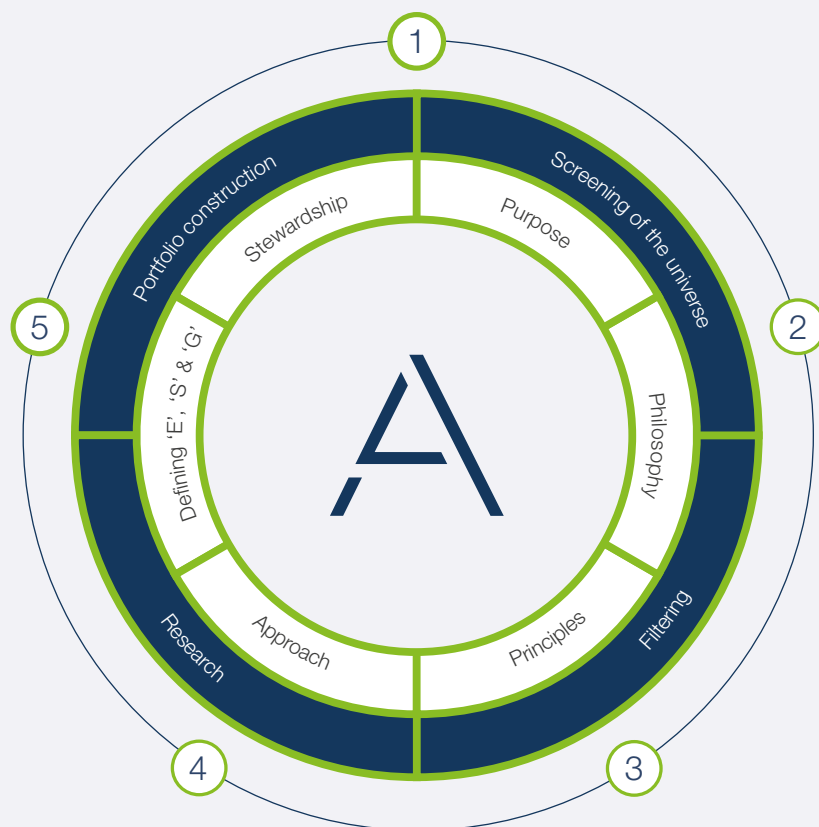 1
Screening of the universe
2
Filtering
3
Research
4
Portfolio construction
5
Purpose
Philosophy
Principles
Approach
Defining ‘E’, ‘S’ & ‘G’
Stewardship